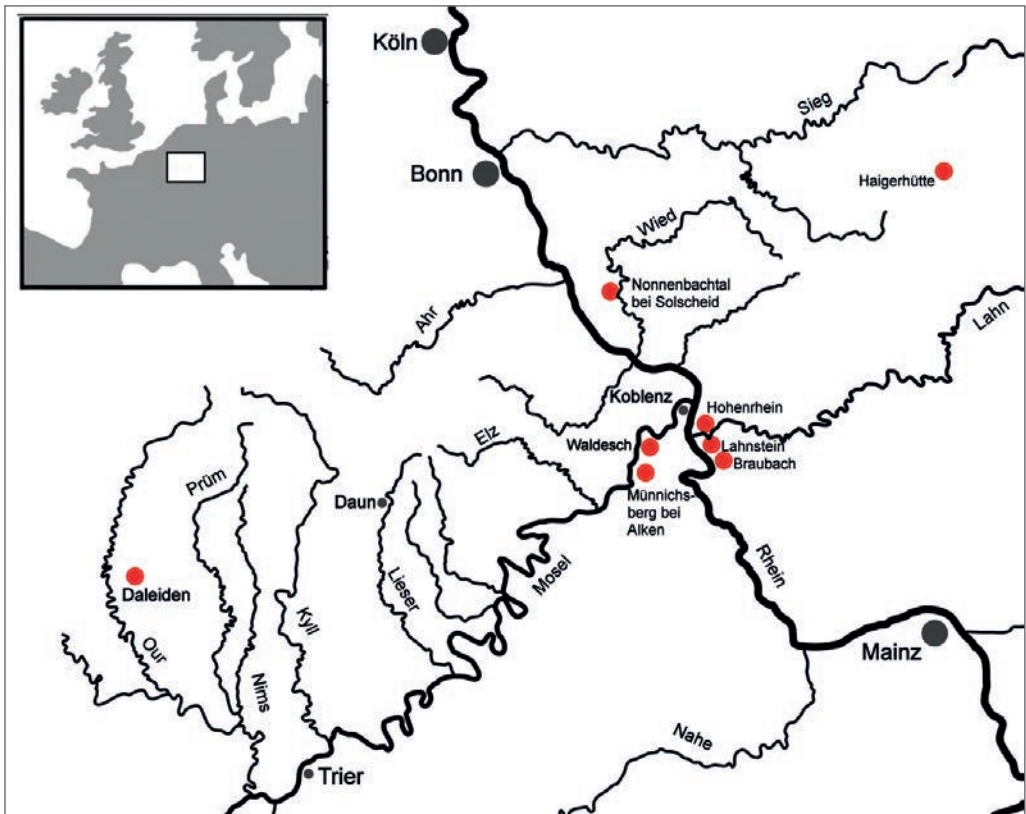 Köln
Sieg
Bonn
Haigerhütte
Wied
Nonnenbachtal
bei Solscheid
Ahr
Lahn
Koblenz
Hohenrhein
Waldesch
Elz
Lahnstein
Braubach
Prüm
Daun
Münnichs-
berg bei
Alken
Mosel
Rhein
Daleiden
Lieser
Kyll
Our
Nims
Mainz
Nahe
Trier